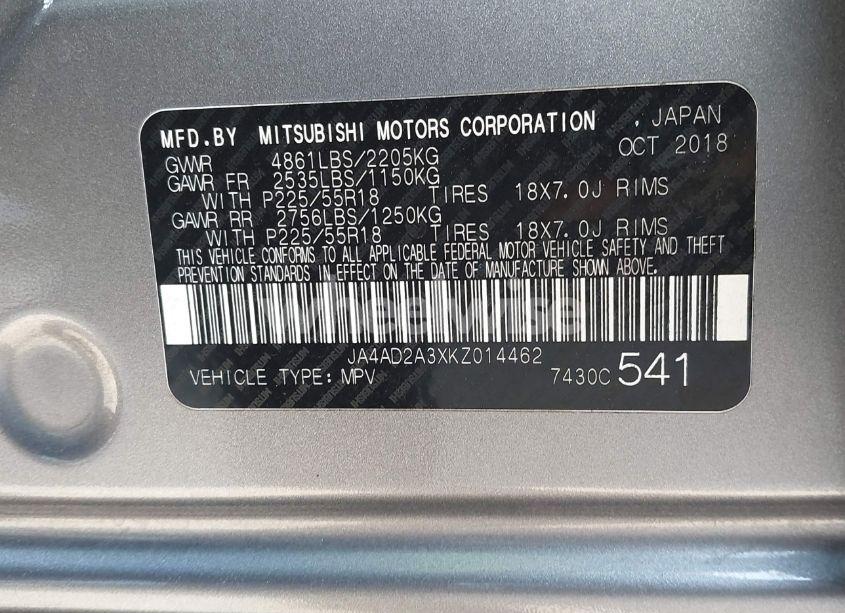 MFD.BY MITSUBISHI MOTORS CORPORATION , JAPAN
GWVR 4861LBS/2205KG OCT 2018
GAWR FR 2535LBS/1150KG
WITH P225/55R18 TIRES 18X7.0J RIMS
GAWR RR 2756LBS/1250KG
WITH P225/55R18 TIRES 18X7.0J RIMS
THIS VEHICLE CONFORMS TO ALL APPLICABLE FEDERAL MOTOR VEHICLE SAFETY AND THEFT
PREVENTION STANDARDS IN EFFECT ON THE DATE OF MANUFACTURE SHOWN ABOVE.
wheelwise
JA4AD2A3XKZ014462
VEHICLE TYPE: MPV 7430C 541